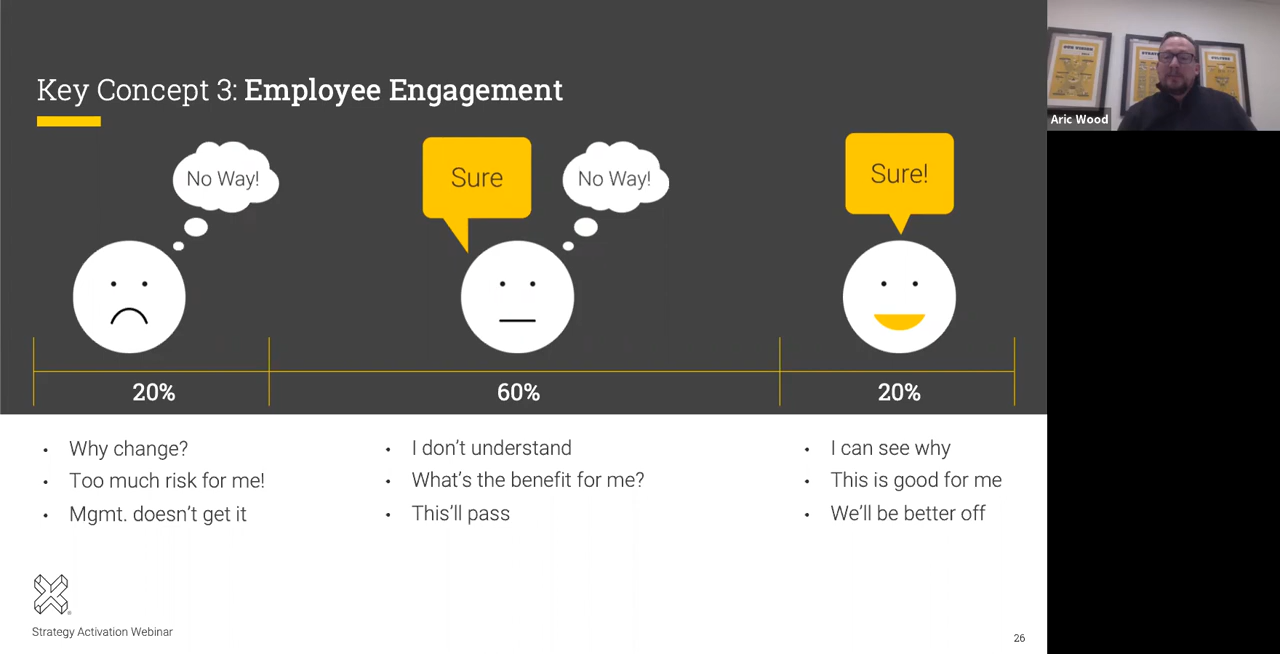 Key Concept 3: Employee Engagement
No Way!
Sure
No Way!
Sure!
20%
60%
20%
• Why change?
• Too much risk for me!
• Mgmt. doesn't get it
• I don't understand
• What's the benefit for me?
• This'll pass
• I can see why
• This is good for me
• We'll be better off
®
Strategy Activation Webinar
26
Aric Wood